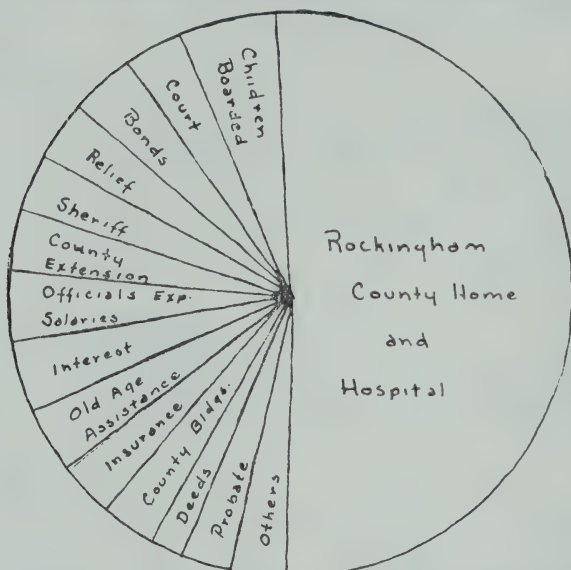 Children
Boarded
Court
Bonds
Relief
Sheriff
County
Extension
Officials Exp.
Salaries
Interest
Old Age
Assistance
Insurance
County Bldgs.
Deeds
Probate
Others
Rockingham
County Home
and
Hospital